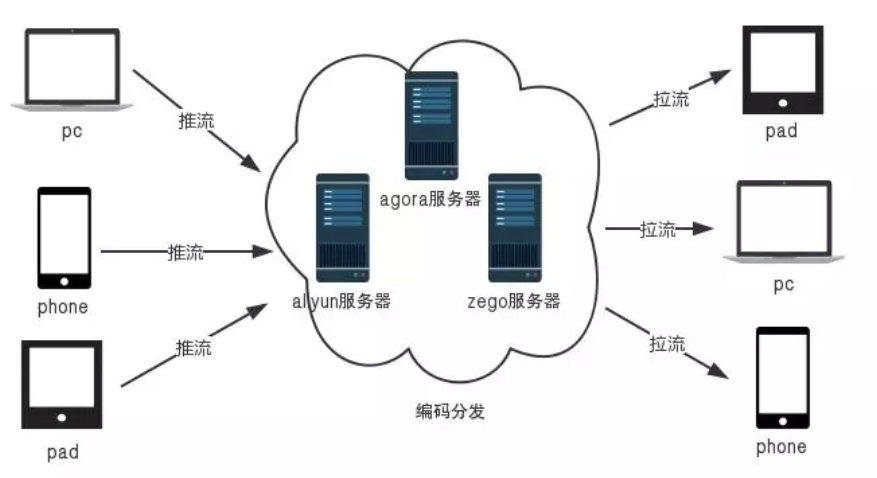 pc
推流
phone
推流
pad
推流
agora服务器
aliyun服务器
zego服务器
编码分发
拉流
pad
拉流
pc
拉流
phone